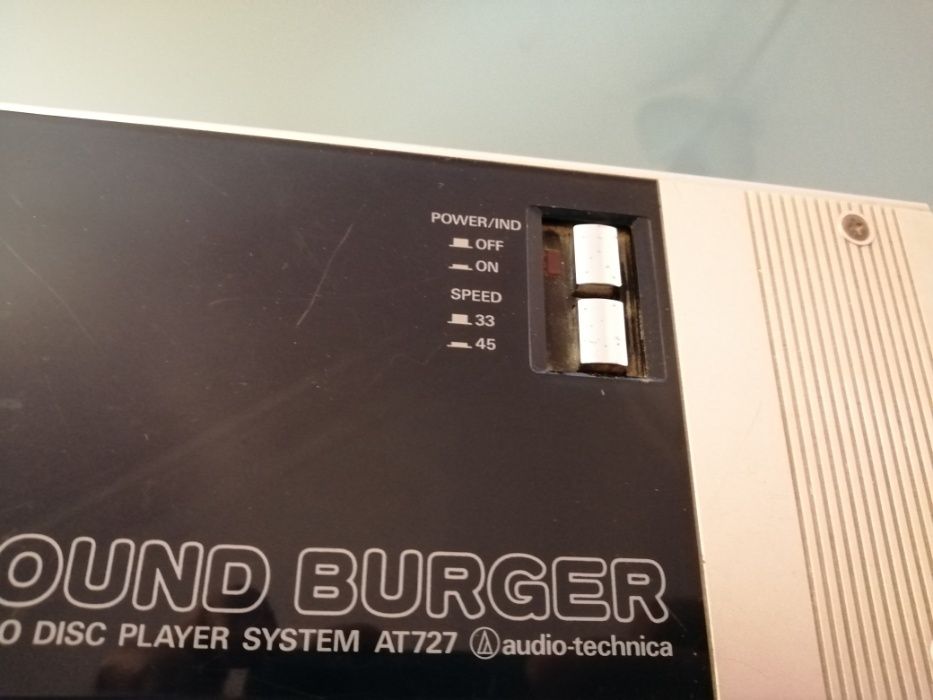 POWER/IND
OFF
ON
SPEED
33
45
OUND BURGER
O DISC PLAYER SYSTEM AT727 audio-technica